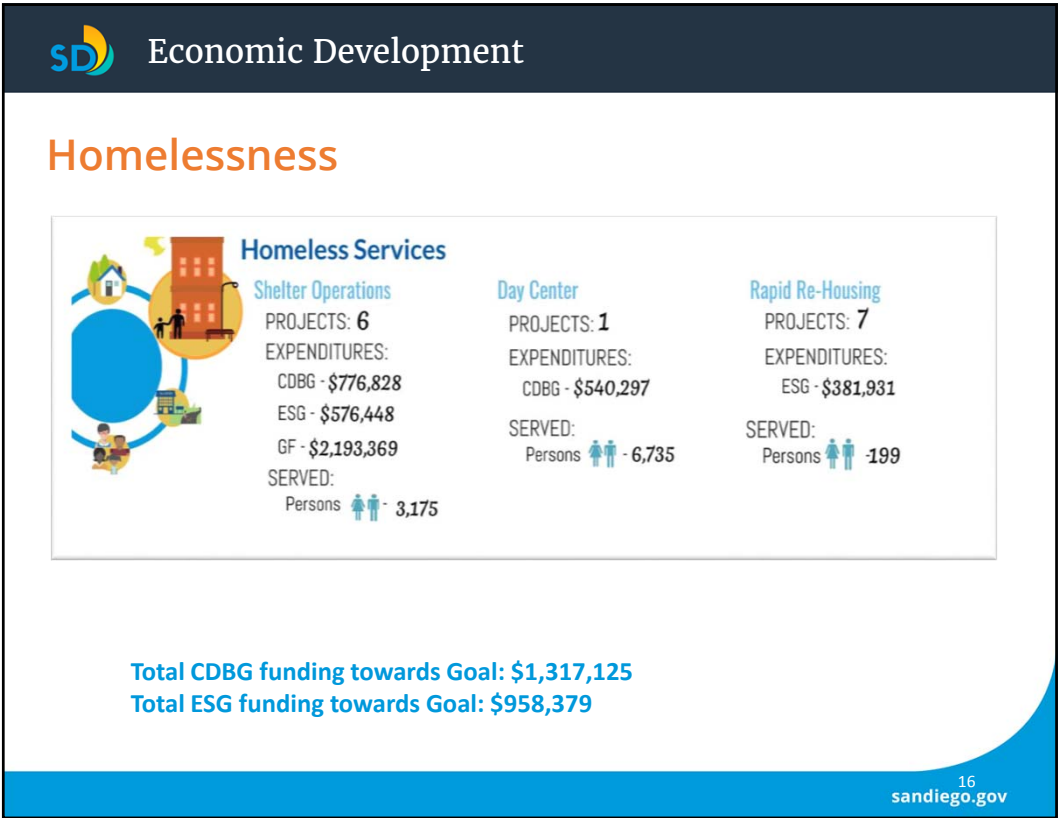 SD
Economic Development
Homelessness
Homeless Services
Shelter Operations
PROJECTS: 6
EXPENDITURES:
CDBG - $776,828
ESG - $576,448
GF - $2,193,369
SERVED:
Persons - 3,175
Day Center
PROJECTS: 1
EXPENDITURES:
CDBG - $540,297
SERVED:
Persons - 6,735
Rapid Re-Housing
PROJECTS: 7
EXPENDITURES:
ESG - $381,931
SERVED:
Persons -199
Total CDBG funding towards Goal: $1,317,125
Total ESG funding towards Goal: $958,379
16
sandiego.gov